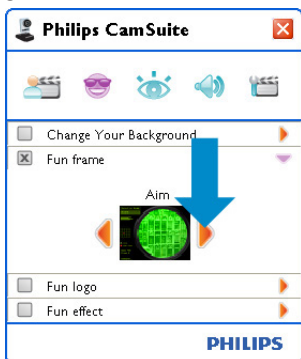 Philips CamSuite
Change Your Background
Fun frame
Aim
Fun logo
Fun effect
PHILIPS